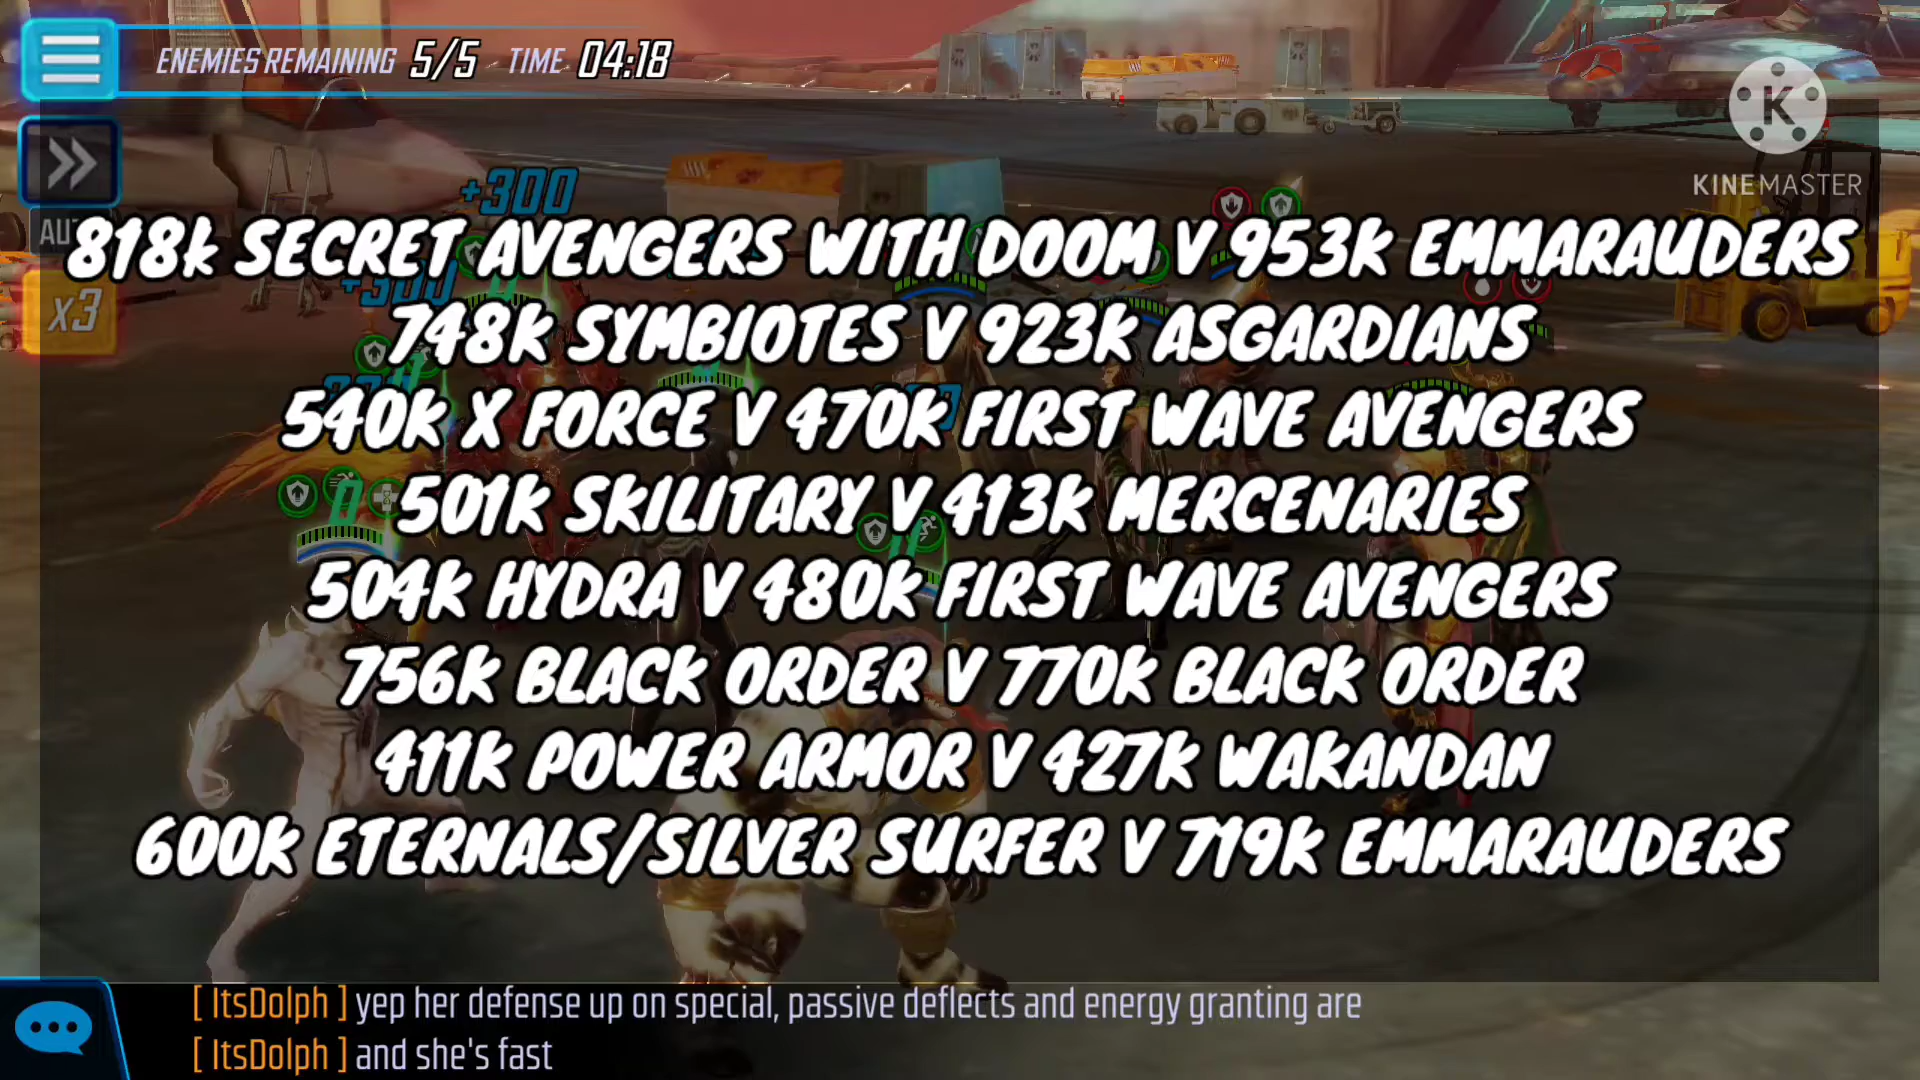 ENEMIES REMAINING 5/5 TIME 04:18
K
KINEMASTER
+300
AU
x3
818k SECRET AVENGERS WITH DOOM V 953K EMMARAUDERS
748K SYMBIOTES V 923K ASGARDIANS
540K X FORCE V 470K FIRST WAVE AVENGERS
501K SKILITARY V 413K MERCENARIES
504K HYDRA V 480K FIRST WAVE AVENGERS
756K BLACK ORDER V 770K BLACK ORDER
411K POWER ARMOR V 427K WAKANDAN
600K ETERNALS/SILVER SURFER V 719K EMMARAUDERS
[ ItsDolph ] yep her defense up on special, passive deflects and energy granting are
[ ItsDolph ] and she's fast